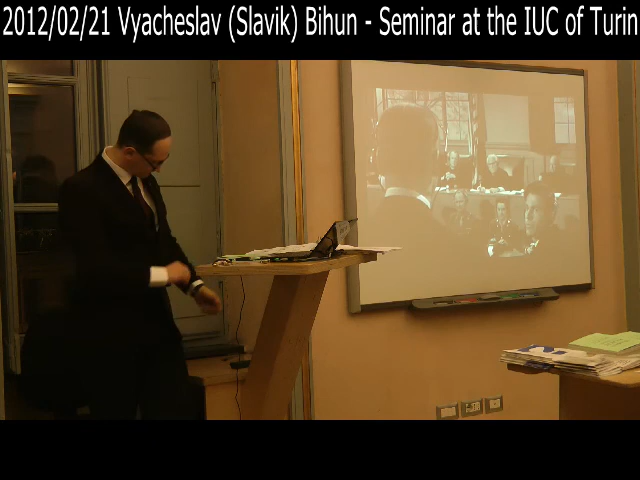 2012/02/21 Vyacheslav (Slavik) Bihun - Seminar at the IUC of Turin